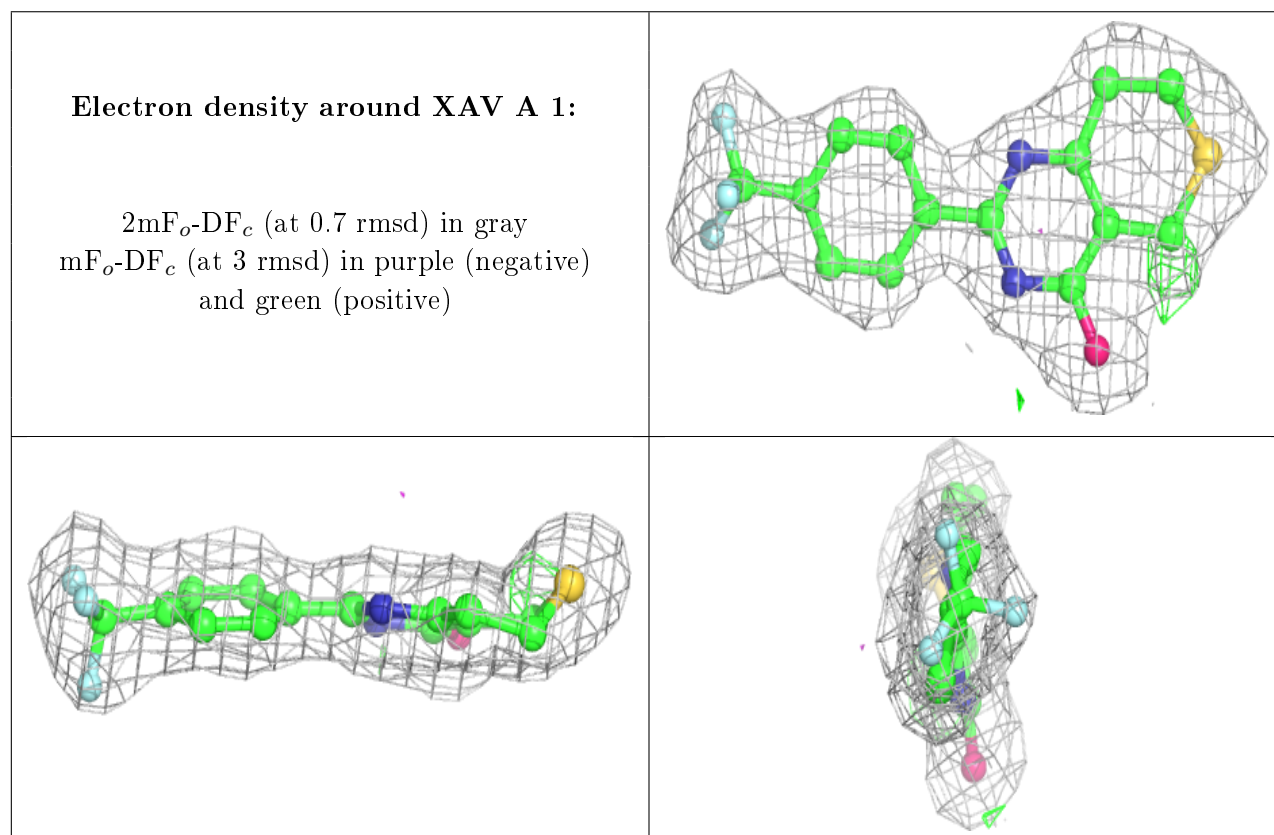 Electron density around XAV A 1:
2mFₒ-DF𝒸 (at 0.7 rmsd) in gray
mFₒ-DF𝒸 (at 3 rmsd) in purple (negative)
and green (positive)